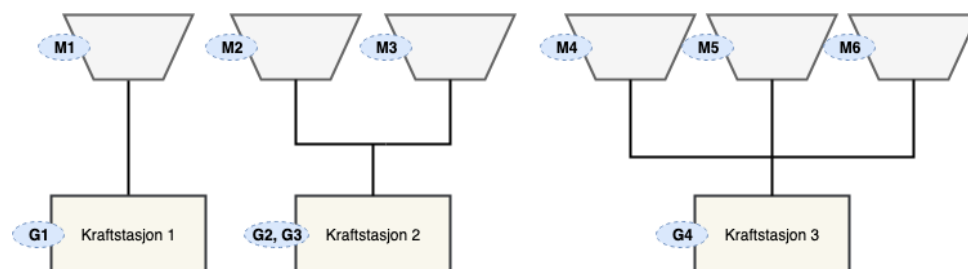 M1
M2
M3
M4
M5
M6
G1
Kraftstasjon 1
G2, G3
Kraftstasjon 2
G4
Kraftstasjon 3